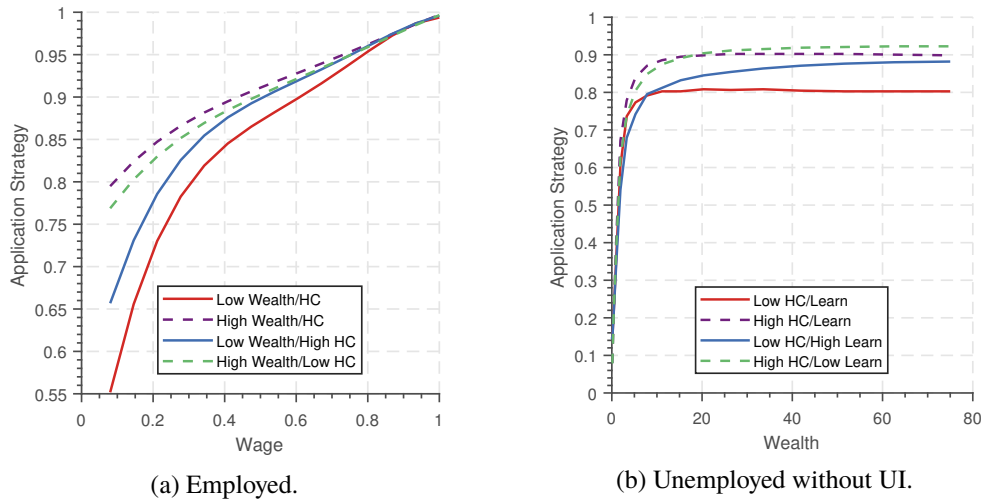 1
0.95
0.9
0.85
0.8
0.75
0.7
0.65
0.6
0.55
Application Strategy
0
0.2
0.4
0.6
0.8
1
Wage
Low Wealth/HC
High Wealth/HC
Low Wealth/High HC
High Wealth/Low HC
(a) Employed.
1
0.9
0.8
0.7
0.6
0.5
0.4
0.3
0.2
0.1
0
Application Strategy
0
20
40
60
80
Wealth
Low HC/Learn
High HC/Learn
Low HC/High Learn
High HC/Low Learn
(b) Unemployed without UI.